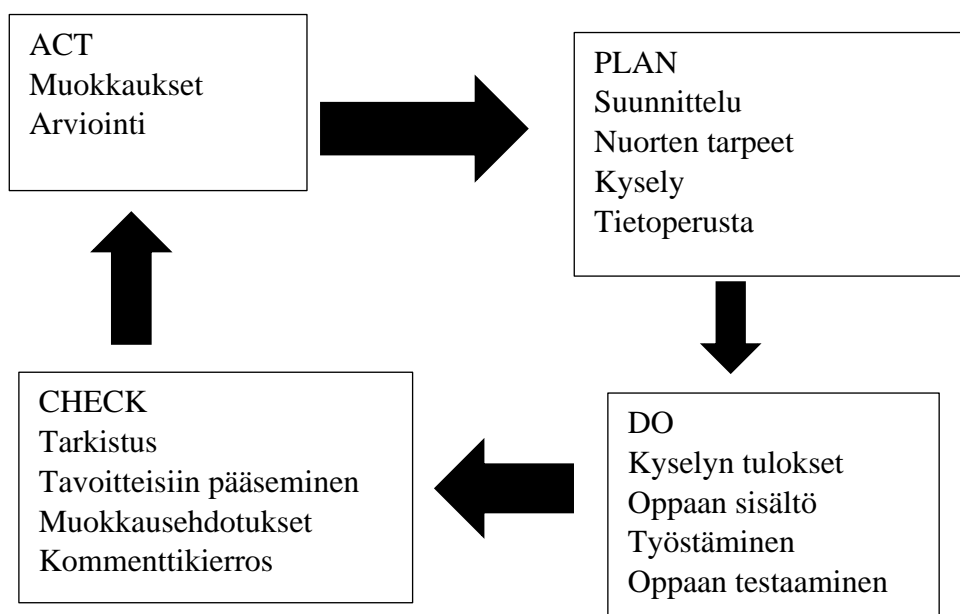 ACT
Muokkaukset
Arviointi
PLAN
Suunnittelu
Nuorten tarpeet
Kysely
Tietoperusta
CHECK
Tarkistus
Tavoitteisiin pääseminen
Muokkausehdotukset
Kommenttikierros
DO
Kyselyn tulokset
Oppaan sisältö
Työstäminen
Oppaan testaaminen